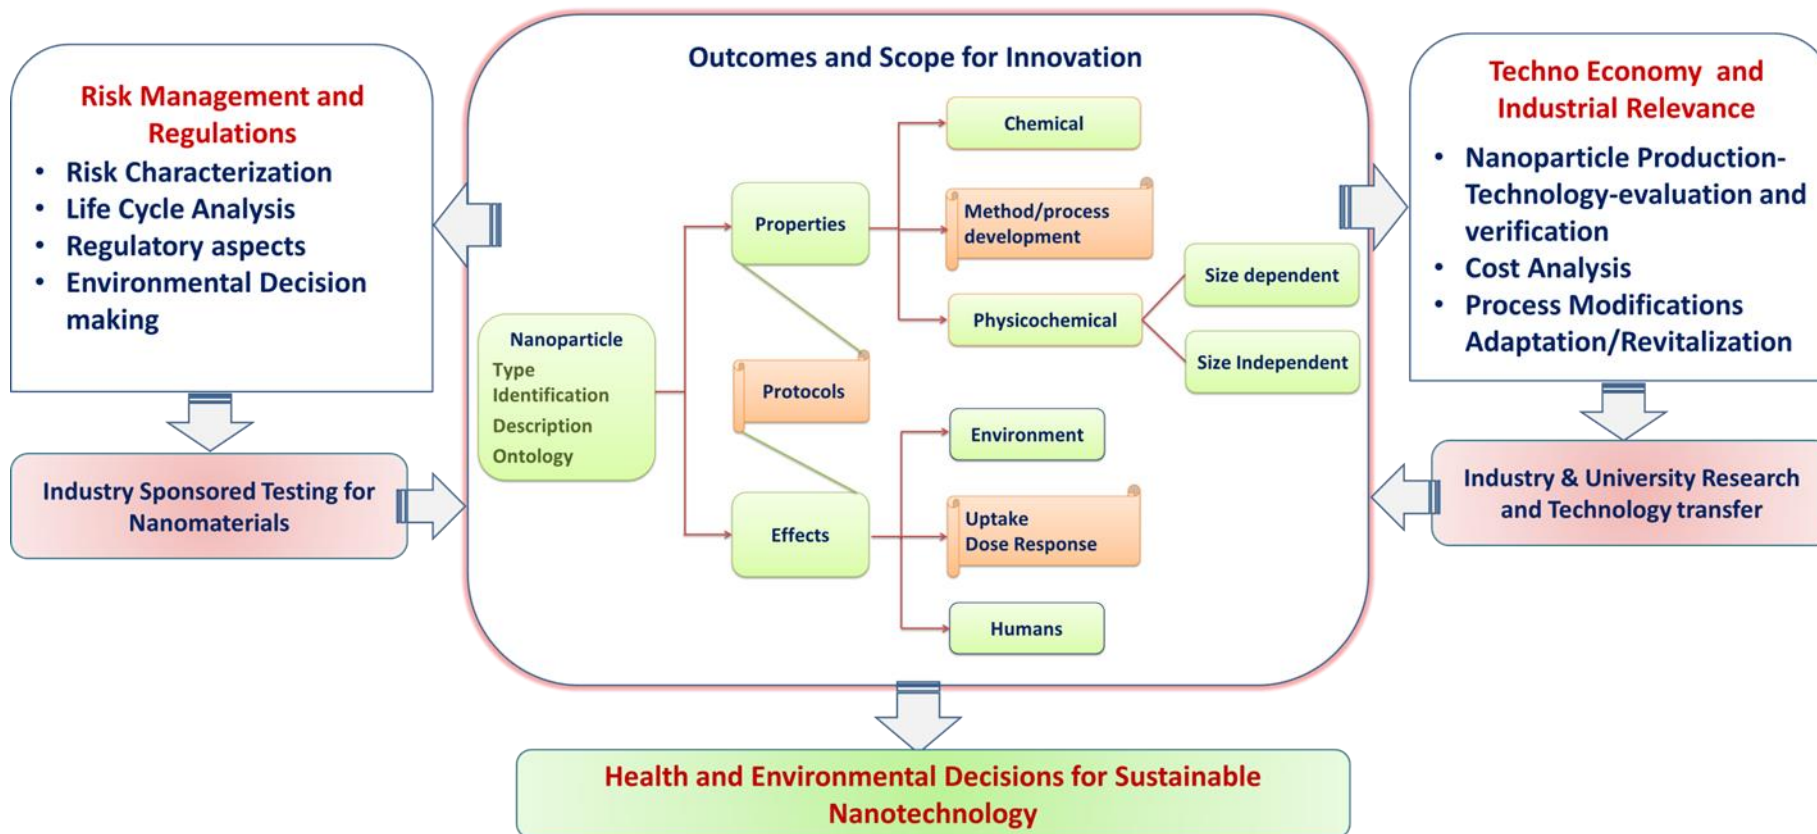 Outcomes and Scope for Innovation
Risk Management and
Regulations
• Risk Characterization
• Life Cycle Analysis
• Regulatory aspects
• Environmental Decision
making
Industry Sponsored Testing for
Nanomaterials
Nanoparticle
Type
Identification
Description
Ontology
Properties
Protocols
Effects
Chemical
Method/process
development
Physicochemical
Size dependent
Size Independent
Environment
Uptake
Dose Response
Humans
Techno Economy and
Industrial Relevance
• Nanoparticle Production-
Technology-evaluation and
verification
• Cost Analysis
• Process Modifications
Adaptation/Revitalization
Industry & University Research
and Technology transfer
Health and Environmental Decisions for Sustainable
Nanotechnology